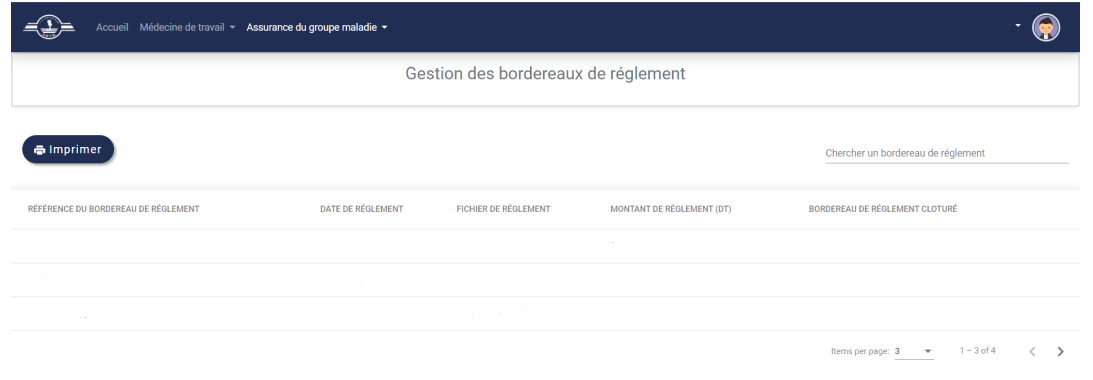 Accueil Médecine de travail Assurance du groupe maladie
Gestion des bordereaux de réglement
Imprimer
Chercher un bordereau de réglement
RÉFÉRENCE DU BORDEREAU DE RÉGLEMENT DATE DE RÉGLEMENT FICHIER DE RÉGLEMENT MONTANT DE RÉGLEMENT (DT) BORDEREAU DE RÉGLEMENT CLOTURÉ
Items per page: 3 1 – 3 of 4